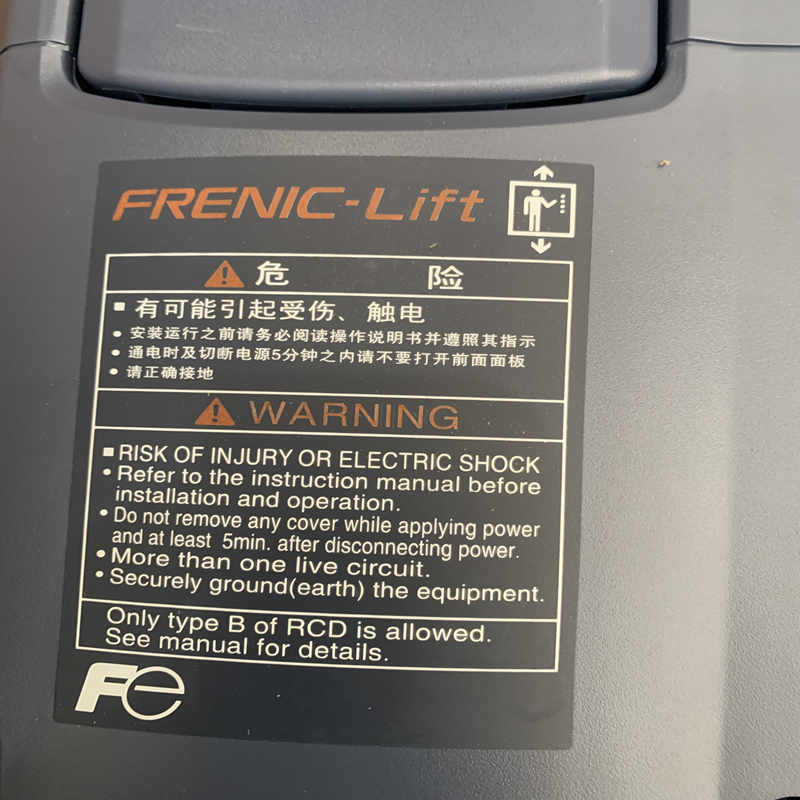 FRENIC-Lift
危 险
有可能引起受伤、触电
安装运行之前请务必阅读操作说明书并遵照其指示
通电时及切断电源5分钟之内请不要打开前面面板
请正确接地
WARNING
RISK OF INJURY OR ELECTRIC SHOCK
Refer to the instruction manual before
installation and operation.
Do not remove any cover while applying power
and at least 5min. after disconnecting power.
More than one live circuit.
Securely ground(earth) the equipment.
Only type B of RCD is allowed.
See manual for details.
Fe